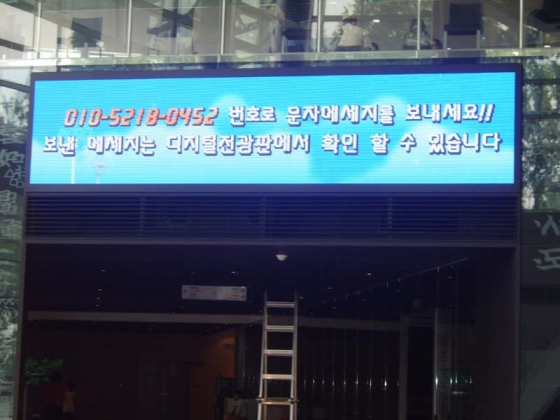 010-5218-0452 번호로 문자메세지를 보내세요!!
보낸 메세지는 디지털전광판에서 확인 할 수 있습니다